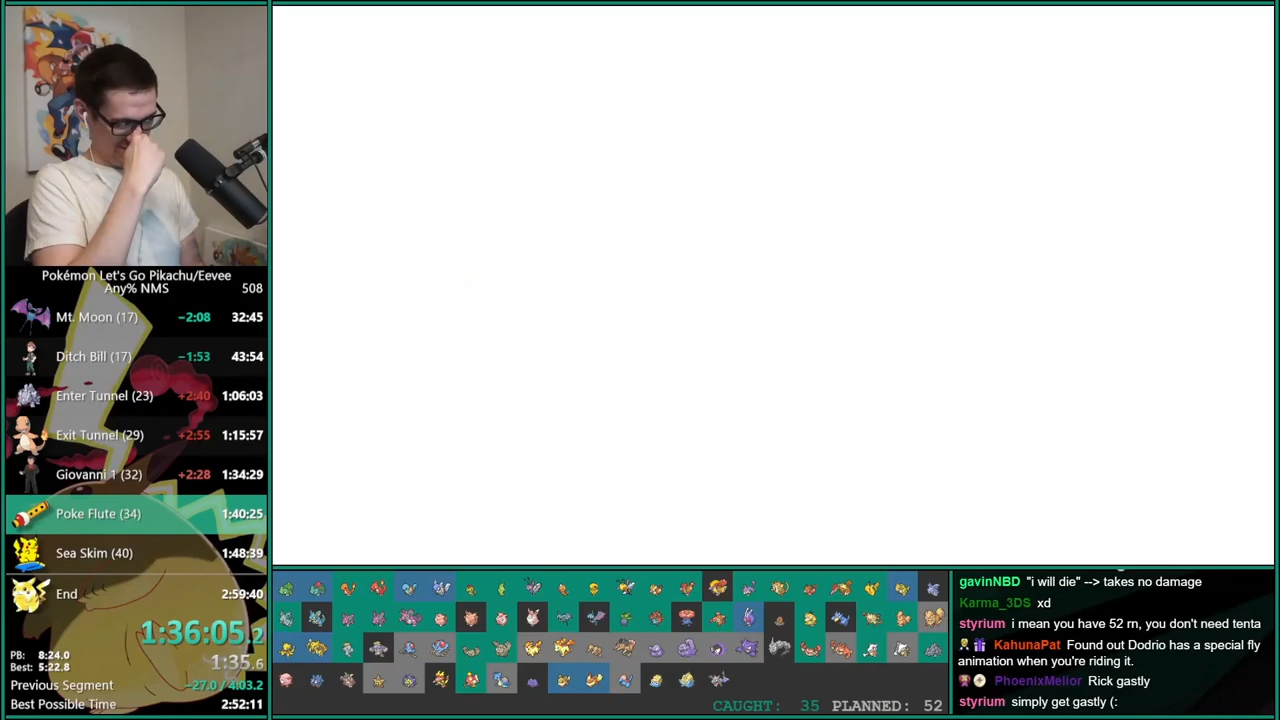 Pokémon Let's Go Pikachu/Eevee
Any% NMS 508
Mt. Moon (17) −2:08 32:45
Ditch Bill (17) −1:53 43:54
Enter Tunnel (23) +2:40 1:06:03
Exit Tunnel (29) +2:55 1:15:57
Giovanni 1 (32) +2:28 1:34:29
Poke Flute (34) 1:40:25
Sea Skim (40) 1:48:39
End 2:59:40
1:36:05.2
PB: 8:24.0
Best: 5:22.8
1:35.6
Previous Segment −27.0 / 4:03.2
Best Possible Time 2:52:11
CAUGHT: 35 PLANNED: 52
gavinNBD "i will die" --> takes no damage
Karma_3DS xd
styrium i mean you have 52 rn, you don't need tenta
KahunaPat Found out Dodrio has a special fly
animation when you're riding it.
PhoenixMelior Rick gastly
styrium simply get gastly (: